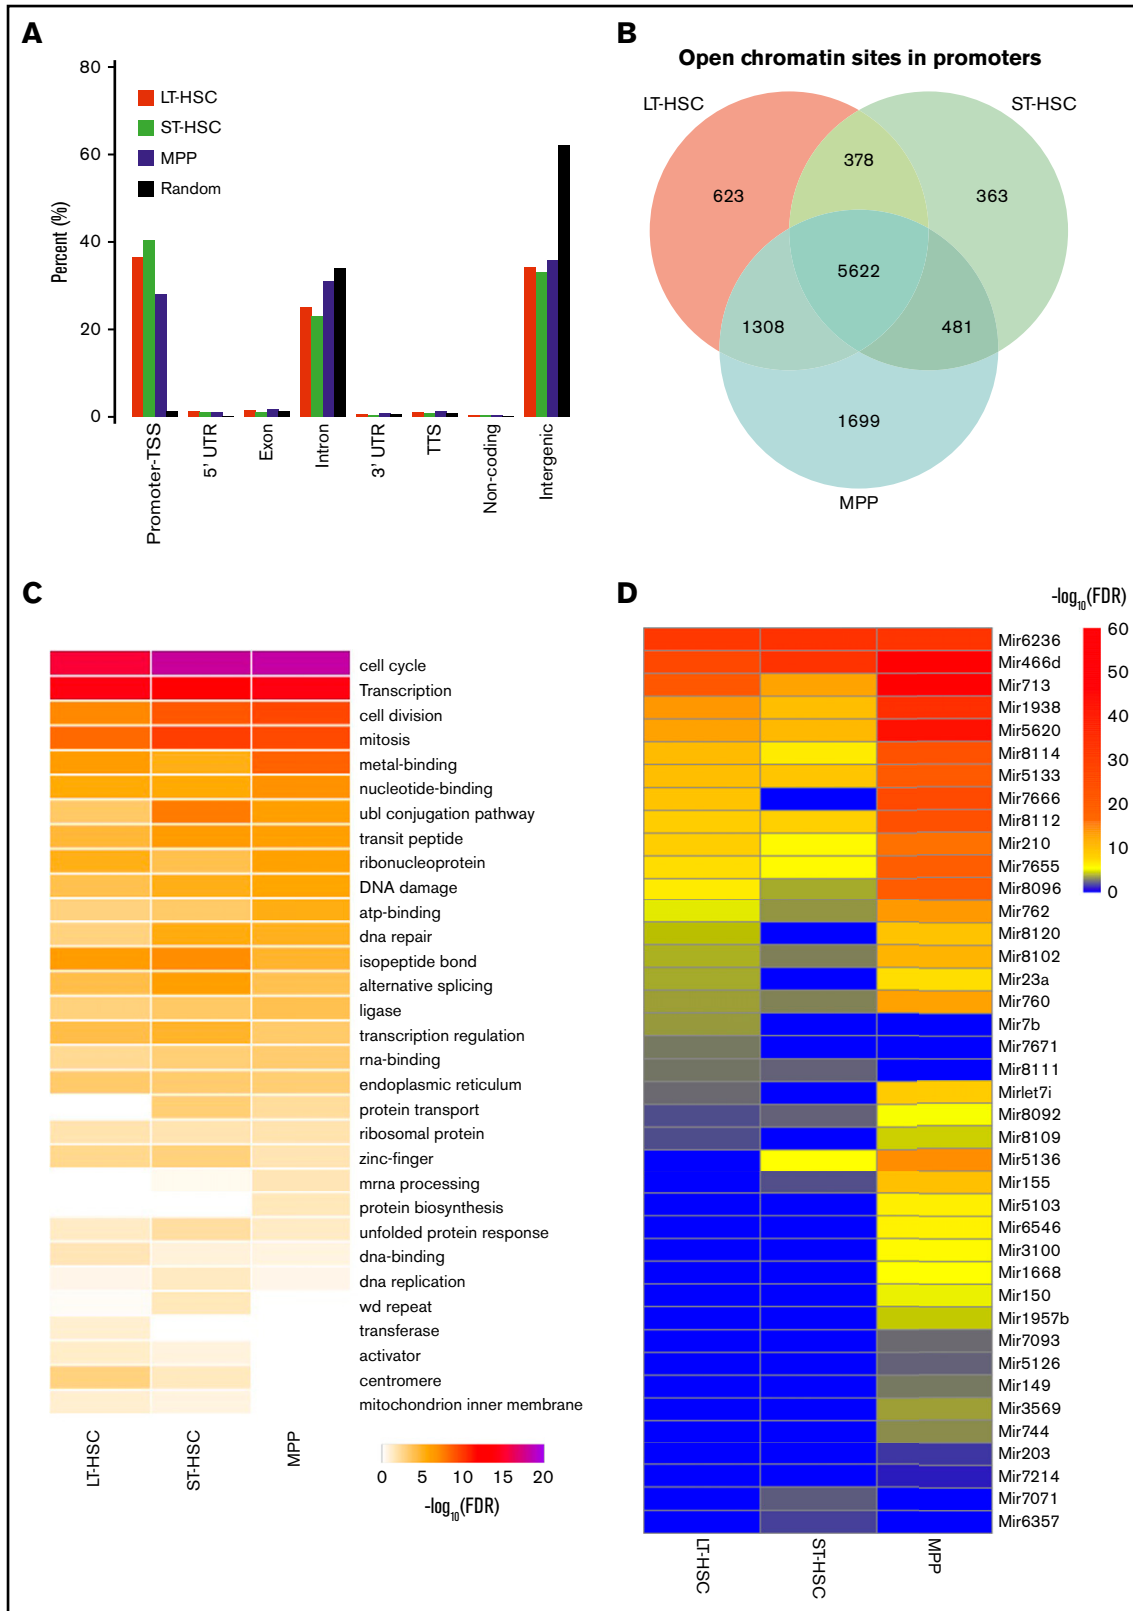 A
80
60
40
20
0
Percent (%)
LT-HSC
ST-HSC
MPP
Random
Promoter-TSS
5' UTR
Exon
Intron
3' UTR
TTS
Non-coding
Intergenic
B
Open chromatin sites in promoters
LT-HSC
ST-HSC
378
623
363
5622
1308
481
1699
MPP
C
cell cycle
Transcription
cell division
mitosis
metal-binding
nucleotide-binding
ubl conjugation pathway
transit peptide
ribonucleoprotein
DNA damage
atp-binding
dna repair
isopeptide bond
alternative splicing
ligase
transcription regulation
rna-binding
endoplasmic reticulum
protein transport
ribosomal protein
zinc-finger
mrna processing
protein biosynthesis
unfolded protein response
dna-binding
dna replication
wd repeat
transferase
activator
centromere
mitochondrion inner membrane
LT-HSC
ST-HSC
MPP
0 5 10 15 20
-log10(FDR)
D
-log10(FDR)
60
50
40
30
20
10
0
Mir6236
Mir466d
Mir713
Mir1938
Mir5620
Mir8114
Mir5133
Mir7666
Mir8112
Mir210
Mir7655
Mir8096
Mir762
Mir8120
Mir8102
Mir23a
Mir760
Mir7b
Mir7671
Mir8111
Mirlet7i
Mir8092
Mir8109
Mir5136
Mir155
Mir5103
Mir6546
Mir3100
Mir1668
Mir150
Mir1957b
Mir7093
Mir5126
Mir149
Mir3569
Mir744
Mir203
Mir7214
Mir7071
Mir6357
LT-HSC
ST-HSC
MPP